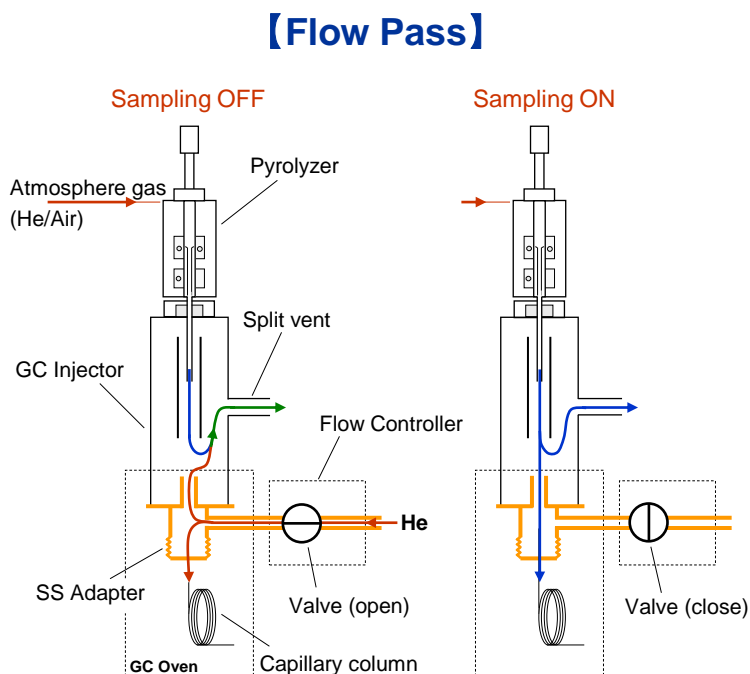 【Flow Pass】
Sampling OFF
Sampling ON
Pyrolyzer
Atmosphere gas
(He/Air)
Split vent
GC Injector
Flow Controller
He
SS Adapter
Valve (open)
Valve (close)
GC Oven
Capillary column